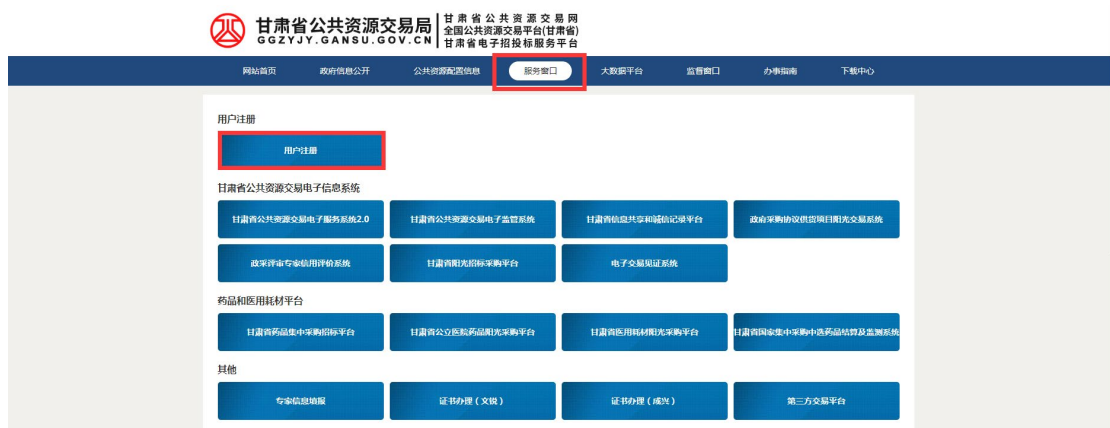 甘肃省公共资源交易局
GGZYJY.GANSU.GOV.CN
甘肃省公共资源交易网
全国公共资源交易平台(甘肃省)
甘肃省电子招投标服务平台
网站首页 政府信息公开 公共资源配置信息 服务窗口 大数据平台 监督窗口 办事指南 下载中心
用户注册
用户注册
甘肃省公共资源交易电子信息系统
甘肃省公共资源交易电子服务系统2.0 甘肃省公共资源交易电子监管系统 甘肃省信息共享和诚信记录平台 政府采购协议供货项目阳光交易系统
政采评审专家信用评价系统 甘肃省阳光招标采购平台 电子交易见证系统
药品和医用耗材平台
甘肃省药品集中采购招标平台 甘肃省公立医院药品阳光采购平台 甘肃省医用耗材阳光采购平台 甘肃省国家集中采购中选药品结算及监测系统
其他
专家信息填报 证书办理（文锐） 证书办理（成兴） 第三方交易平台